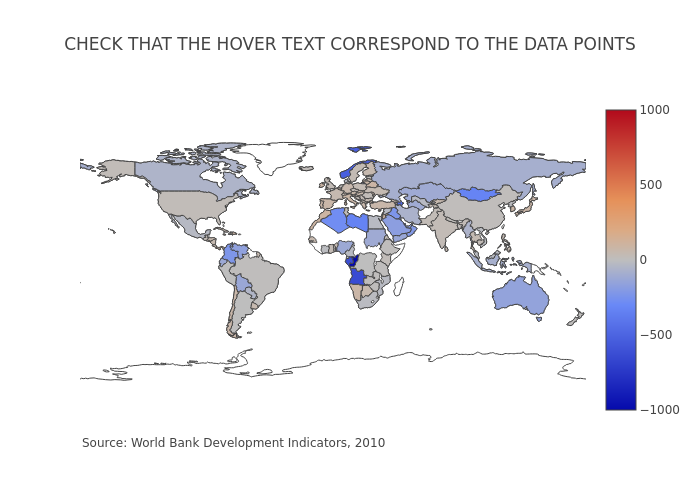 CHECK THAT THE HOVER TEXT CORRESPOND TO THE DATA POINTS
1000
500
0
−500
−1000
Source: World Bank Development Indicators, 2010